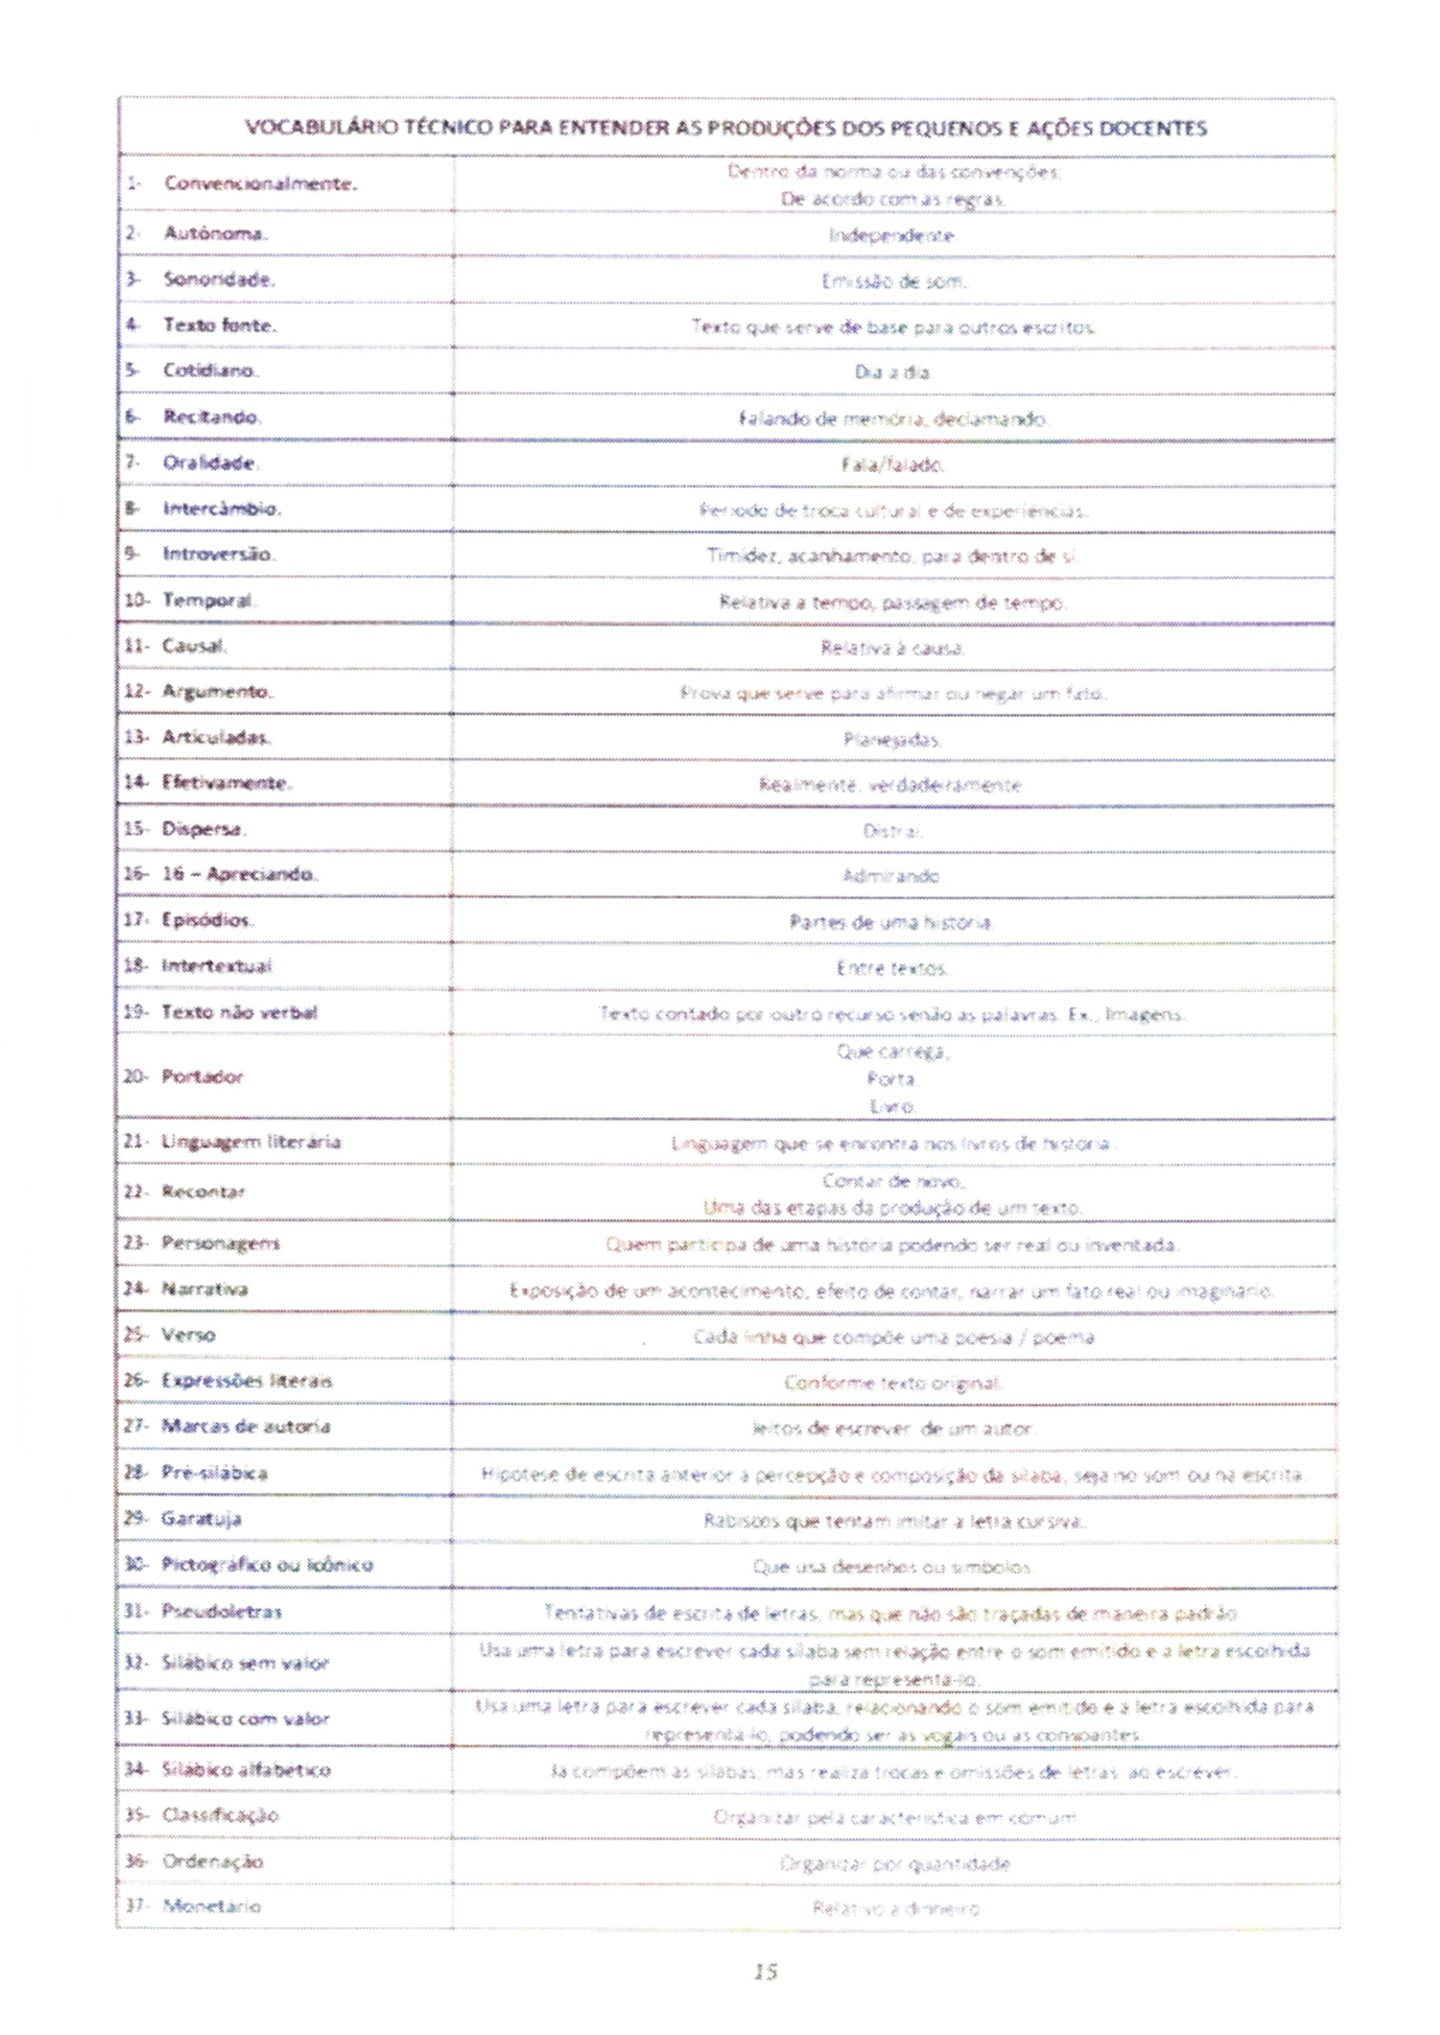 VOCABULÁRIO TÉCNICO PARA ENTENDER AS PRODUÇÕES DOS PEQUENOS E AÇÕES DOCENTES
1- Convencionalmente.
Dentro da norma ou das convenções;
De acordo com as regras.
2- Autônoma.
Independente.
3- Sonoridade.
Emissão de som.
4- Texto fonte.
Texto que serve de base para outros escritos.
5- Cotidiano.
Dia a dia.
6- Recitando.
Falando de memória, declamando.
7- Oralidade.
Fala/falado.
8- Intercâmbio.
Período de troca cultural e de experiências.
9- Introversão.
Timidez, acanhamento, para dentro de si.
10- Temporal.
Relativa a tempo, passagem de tempo.
11- Causal.
Relativa à causa.
12- Argumento.
Prova que serve para afirmar ou negar um fato.
13- Articuladas.
Planejadas.
14- Efetivamente.
Realmente, verdadeiramente.
15- Dispersa.
Distrai.
16- 16 – Apreciando.
Admirando.
17- Episódios.
Partes de uma história.
18- Intertextual
Entre textos.
19- Texto não verbal
Texto contado por outro recurso senão as palavras. Ex., Imagens.
20- Portador
Que carrega,
Porta.
Livro.
21- Linguagem literária
Linguagem que se encontra nos livros de história.
22- Recontar
Contar de novo,
Uma das etapas da produção de um texto.
23- Personagens
Quem participa de uma história podendo ser real ou inventada.
24- Narrativa
Exposição de um acontecimento, efeito de contar, narrar um fato real ou imaginário.
25- Verso
Cada linha que compõe uma poesia / poema
26- Expressões literais
Conforme texto original.
27- Marcas de autoria
Jeitos de escrever de um autor.
28- Pré-silábica
Hipótese de escrita anterior a percepção e composição da sílaba, seja no som ou na escrita.
29- Garatuja
Rabiscos que tentam imitar a letra cursiva.
30- Pictográfico ou icônico
Que usa desenhos ou símbolos.
31- Pseudoletras
Tentativas de escrita de letras, mas que não são traçadas de maneira padrão.
32- Silábico sem valor
Usa uma letra para escrever cada sílaba sem relação entre o som emitido e a letra escolhida
para representá-lo.
33- Silábico com valor
Usa uma letra para escrever cada sílaba, relacionando o som emitido e a letra escolhida para
representá-lo, podendo ser as vogais ou as consoantes.
34- Silábico alfabético
Já compõem as sílabas, mas realiza trocas e omissões de letras ao escrever.
35- Classificação
Organizar pela característica em comum
36- Ordenação
Organizar por quantidade
37- Monetário
Relativo a dinheiro
15